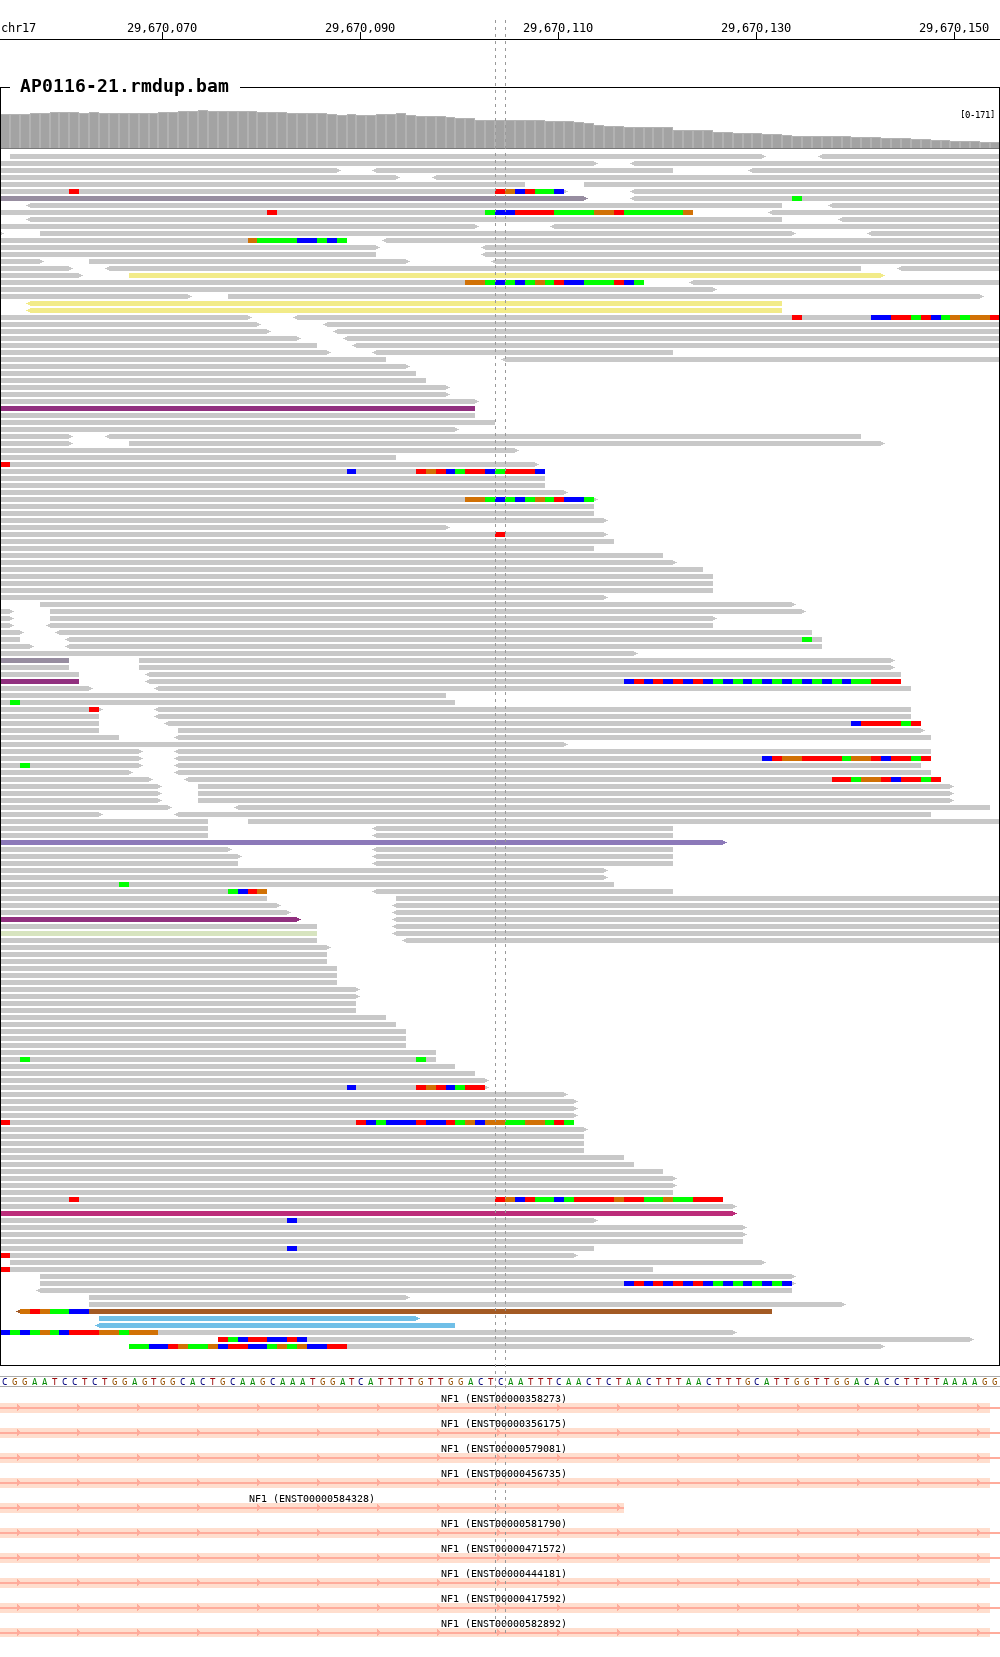 chr17 29,670,070 29,670,090 29,670,110 29,670,130 29,670,150
AP0116-21.rmdup.bam
[0-171]
C G G A A T C C T C T G G A G T G G C A C T G C A A G C A A A T G G A T C A T T T T G T T G G A C T C A A T T T C A A C T C T A A C T T T A A C T T T G C A T T G G T T G G A C A C C T T T T A A A A G G
NF1 (ENST00000358273)
NF1 (ENST00000356175)
NF1 (ENST00000579081)
NF1 (ENST00000456735)
NF1 (ENST00000584328)
NF1 (ENST00000581790)
NF1 (ENST00000471572)
NF1 (ENST00000444181)
NF1 (ENST00000417592)
NF1 (ENST00000582892)